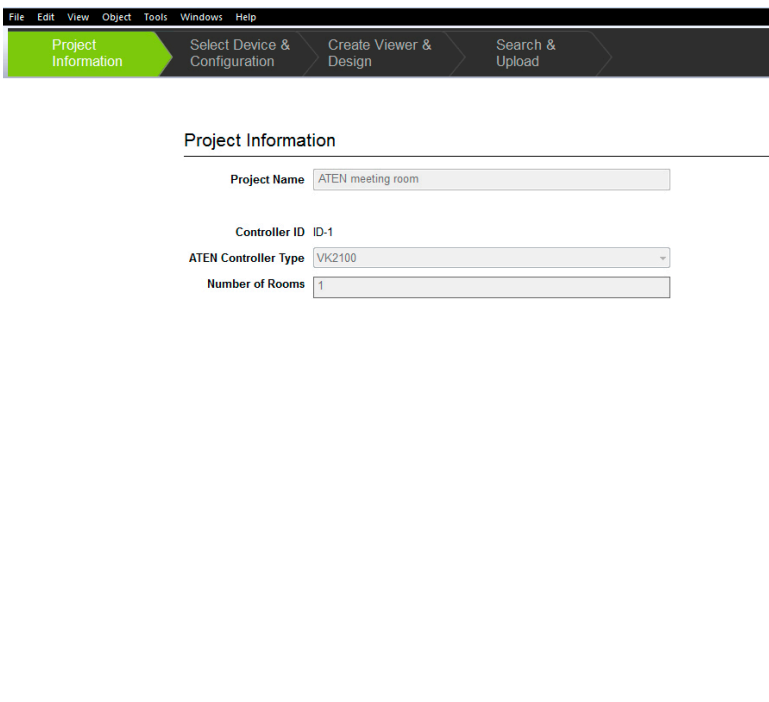 File Edit View Object Tools Windows Help
Project Information
Select Device & Configuration
Create Viewer & Design
Search & Upload
Project Information
Project Name ATEN meeting room
Controller ID ID-1
ATEN Controller Type VK2100
Number of Rooms 1